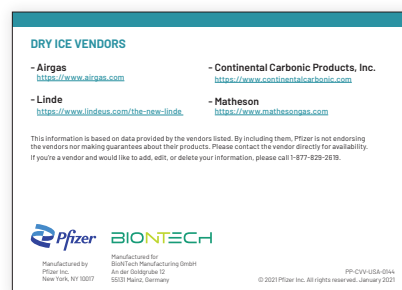 DRY ICE VENDORS
- Airgas
https://www.airgas.com
- Continental Carbonic Products, Inc.
https://www.continentalcarbonic.com
- Linde
https://www.lindeus.com/the-new-linde
- Matheson
https://www.mathesongas.com
This information is based on data provided by the vendors listed. By including them, Pfizer is not endorsing
the vendors nor making guarantees about their products. Please contact the vendor directly for availability.
If you're a vendor and would like to add, edit, or delete your information, please call 1-877-829-2619.
Pfizer BIONTECH
Manufactured by
Pfizer Inc.
New York, NY 10017
Manufactured for
BioNTech Manufacturing GmbH
An der Goldgrube 12
55131 Mainz, Germany
PP-CVV-USA-0144
© 2021 Pfizer Inc. All rights reserved. January 2021